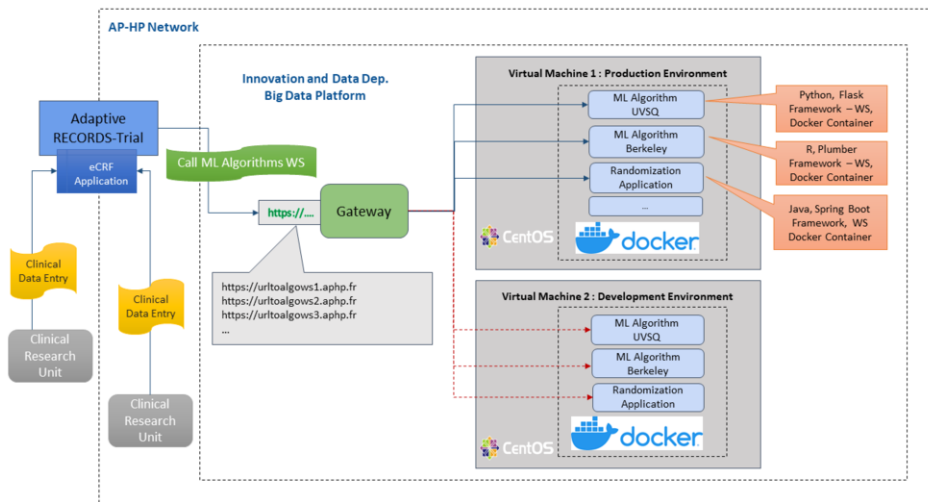 AP-HP Network
Innovation and Data Dep.
Big Data Platform
Adaptive
RECORDS-Trial
eCRF
Application
Call ML Algorithms WS
https://....
Gateway
https://urltoalgows1.aphp.fr
https://urltoalgows2.aphp.fr
https://urltoalgows3.aphp.fr
...
Clinical
Data Entry
Clinical
Data Entry
Clinical
Research
Unit
Clinical
Research
Unit
Virtual Machine 1 : Production Environment
ML Algorithm
UVSQ
ML Algorithm
Berkeley
Randomization
Application
...
CentOS
docker
Python, Flask
Framework – WS,
Docker Container
R, Plumber
Framework – WS,
Docker Container
Java, Spring Boot
Framework, WS
Docker Container
Virtual Machine 2 : Development Environment
ML Algorithm
UVSQ
ML Algorithm
Berkeley
Randomization
Application
CentOS
docker